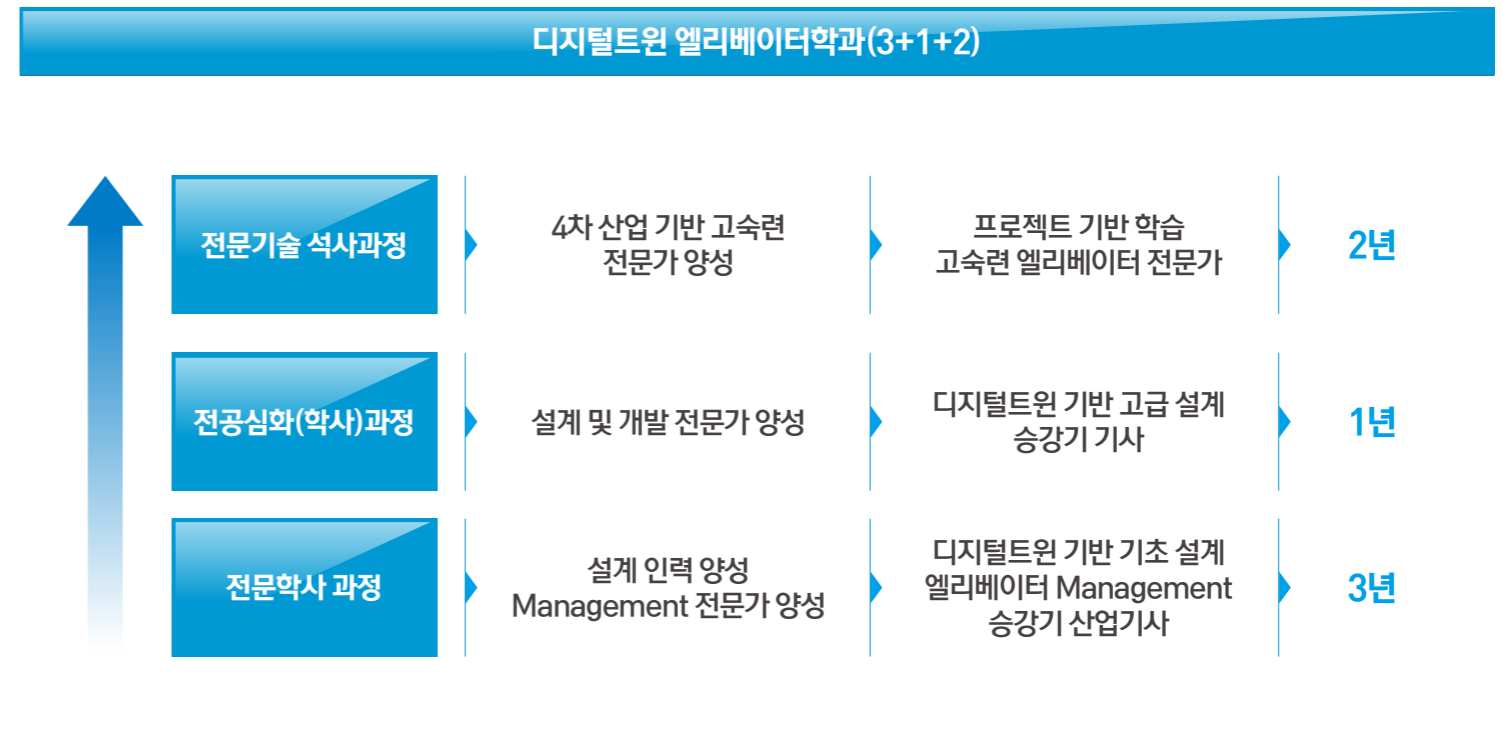 디지털트윈 엘리베이터학과(3+1+2)
전문기술 석사과정
4차 산업 기반 고숙련
전문가 양성
프로젝트 기반 학습
고숙련 엘리베이터 전문가
2년
전공심화(학사)과정
설계 및 개발 전문가 양성
디지털트윈 기반 고급 설계
승강기 기사
1년
전문학사 과정
설계 인력 양성
Management 전문가 양성
디지털트윈 기반 기초 설계
엘리베이터 Management
승강기 산업기사
3년